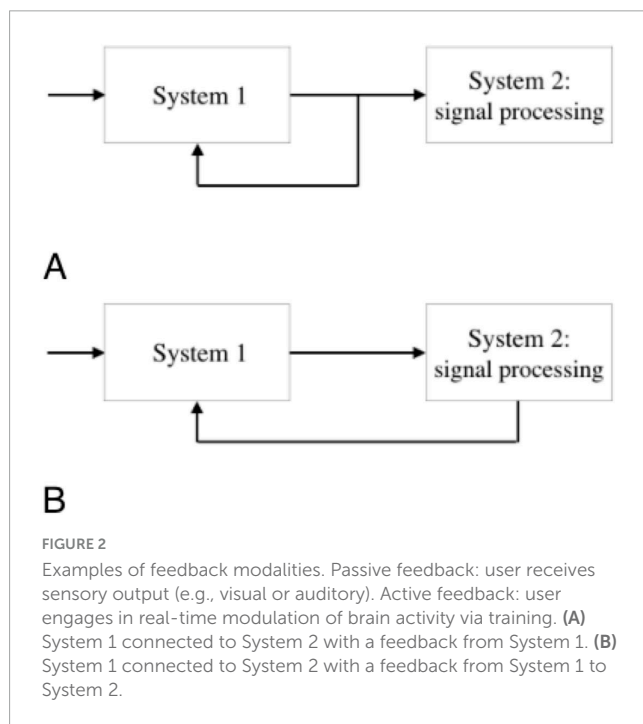 System 1
System 2:
signal processing
A
System 1
System 2:
signal processing
B
FIGURE 2
Examples of feedback modalities. Passive feedback: user receives
sensory output (e.g., visual or auditory). Active feedback: user
engages in real-time modulation of brain activity via training. (A)
System 1 connected to System 2 with a feedback from System 1. (B)
System 1 connected to System 2 with a feedback from System 1 to
System 2.